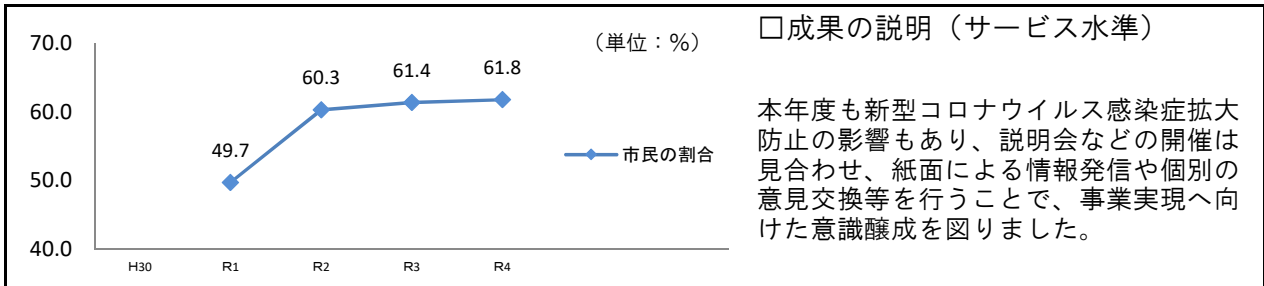 70.0
60.0
50.0
40.0
（単位：％）
49.7
60.3
61.4
61.8
市民の割合
H30
R1
R2
R3
R4
□成果の説明（サービス水準）
本年度も新型コロナウイルス感染症拡大
防止の影響もあり、説明会などの開催は
見合わせ、紙面による情報発信や個別の
意見交換等を行うことで、事業実現へ向
けた意識醸成を図りました。